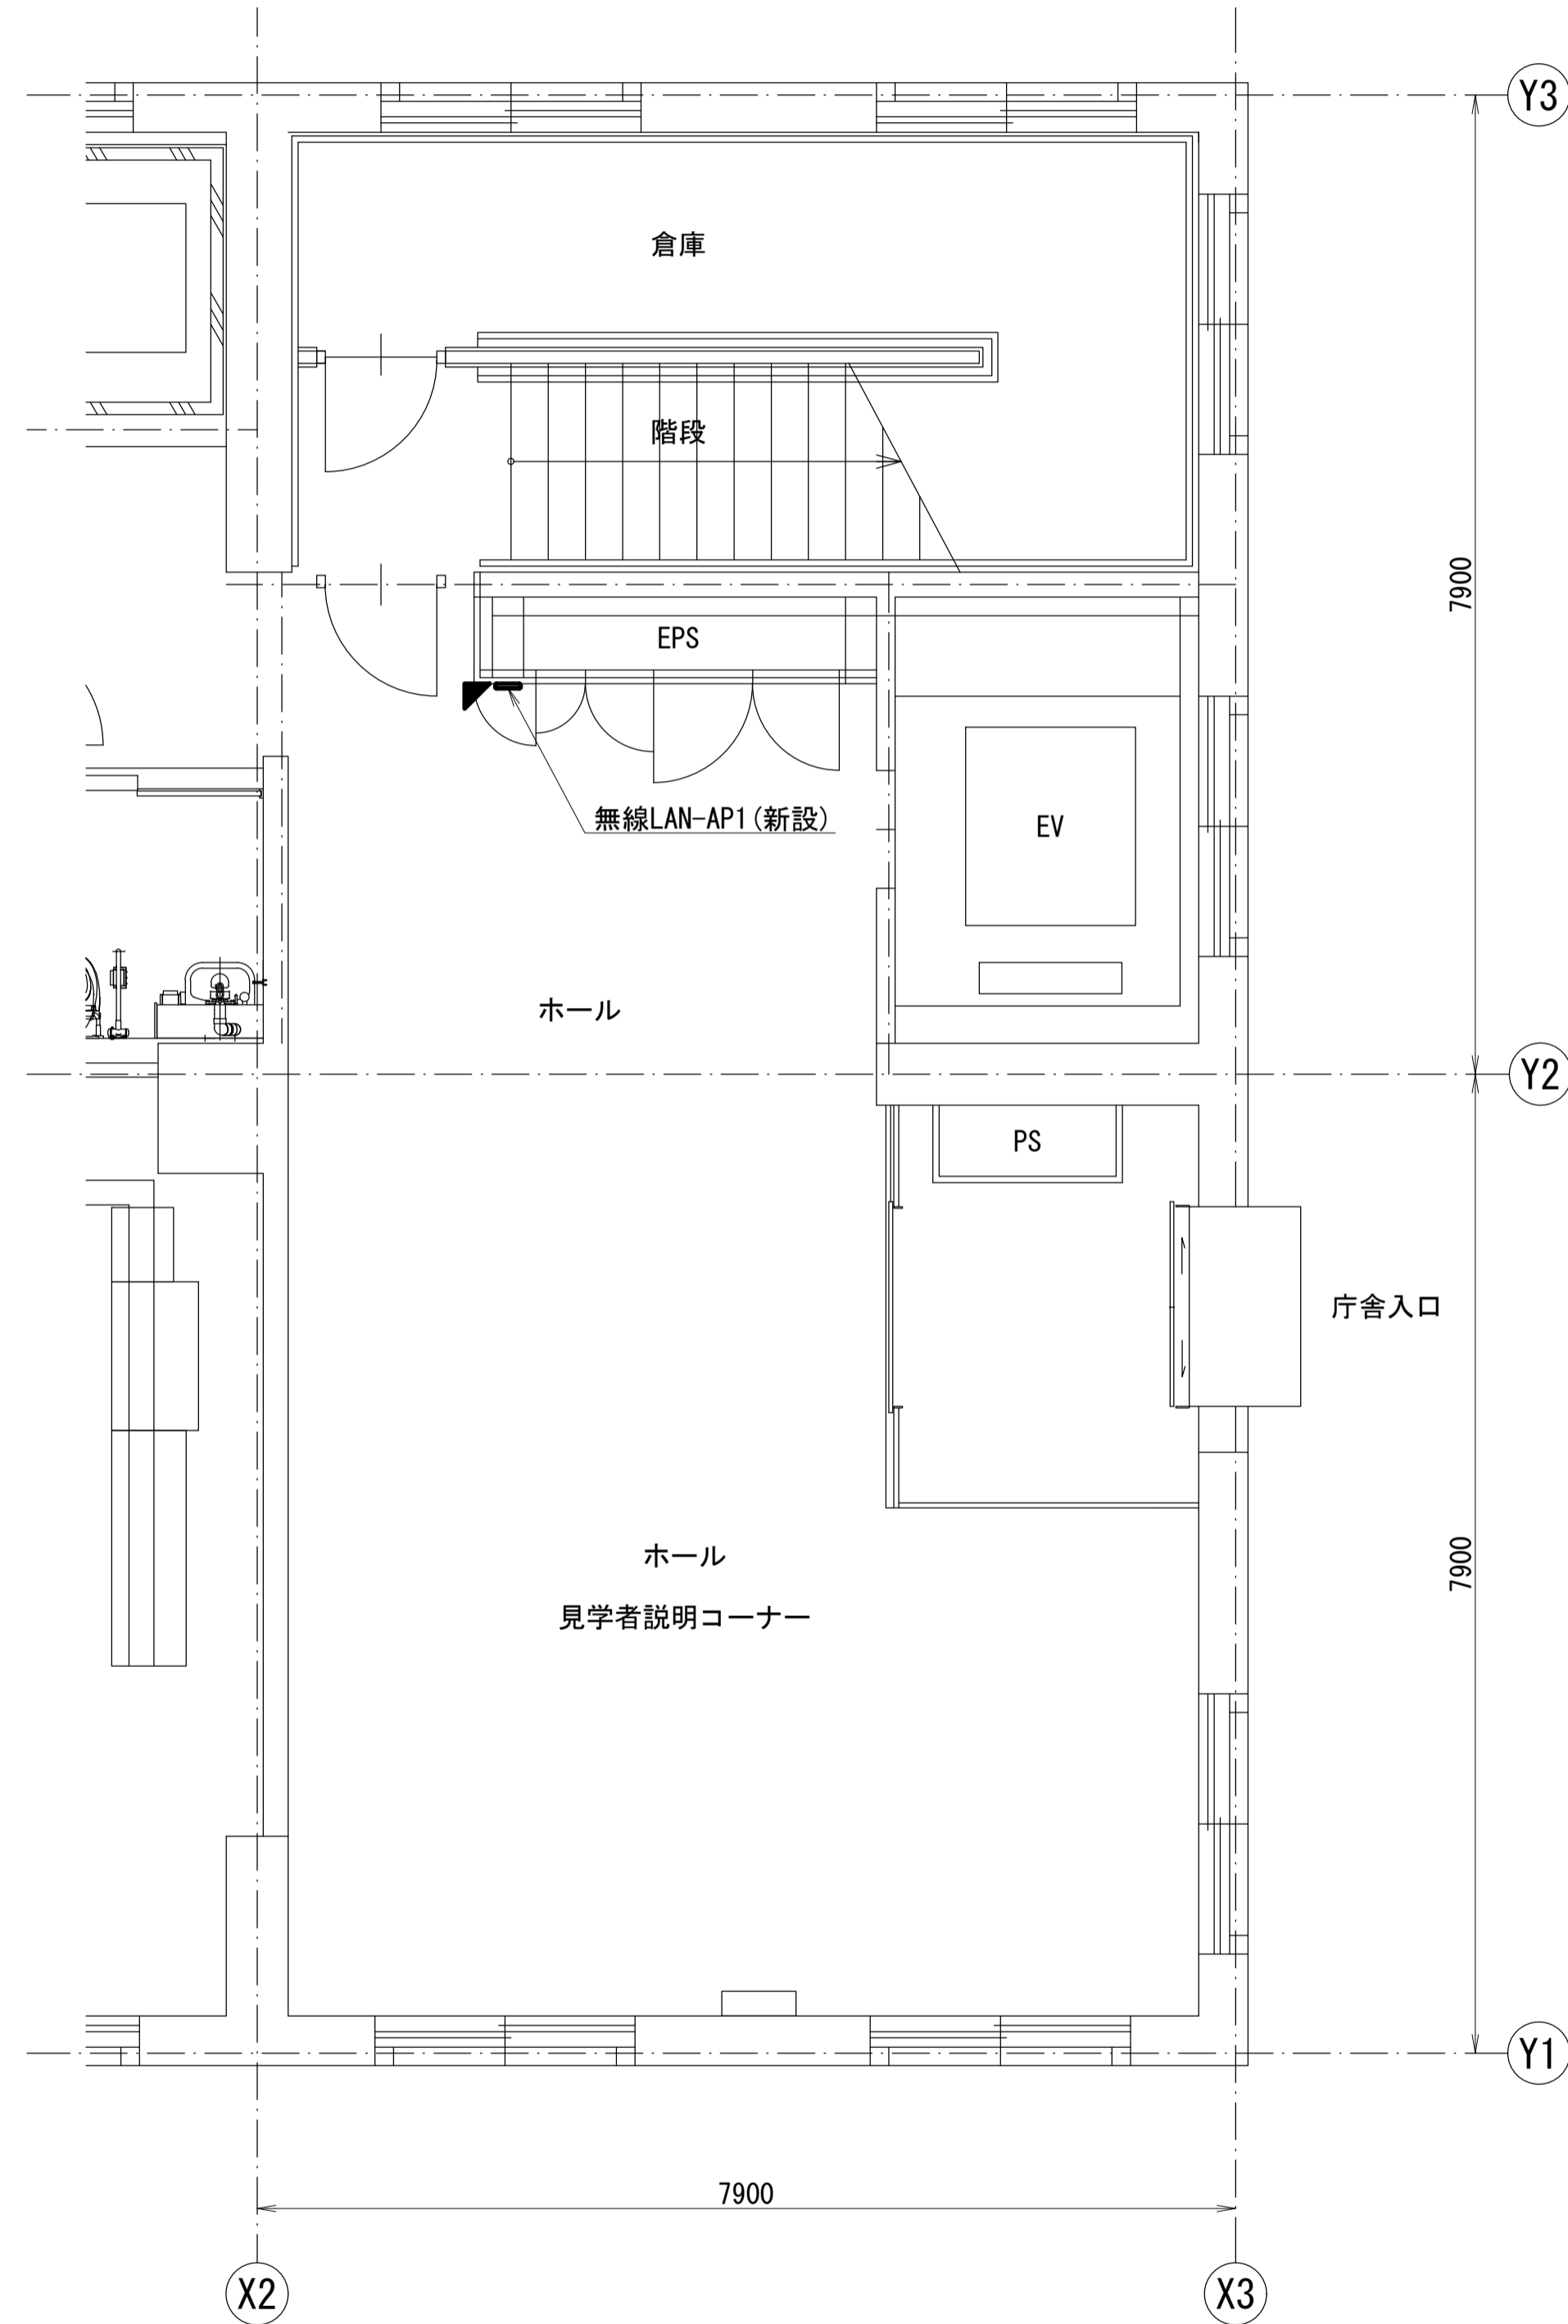 Y3
倉庫
階段
7900
EPS
無線LAN-AP1(新設)
EV
ホール
Y2
PS
庁舎入口
ホール
見学者説明コーナー
7900
Y1
7900
X2
X3